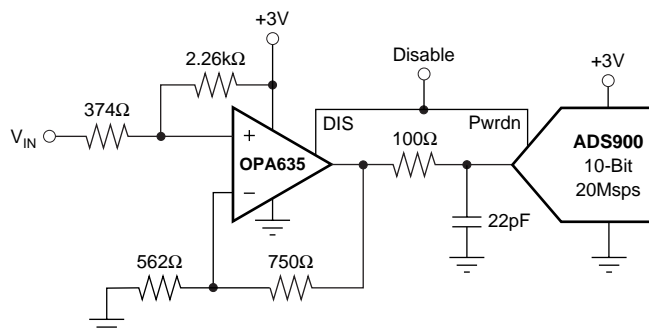 +3V
2.26kΩ
Disable
+3V
374Ω
DIS
Pwrdn
V_IN
+
OPA635
−
100Ω
ADS900
10-Bit
20Msps
22pF
562Ω
750Ω